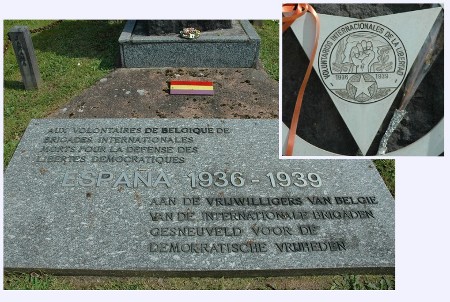 AUX VOLONTAIRES DE BELGIQUE DE
BRIGADES INTERNATIONALES
MORTS POUR LA DEFENSE DES
LIBERTES DEMOCRATIQUES
ESPAÑA 1936-1939
AAN DE VRIJWILLIGERS VAN BELGIE
VAN DE INTERNATIONALE BRIGADEN
GESNEUVELD VOOR DE
DEMOKRATISCHE VRIJHEDEN
VOLUNTARIOS INTERNACIONALES DE LA LIBERTAD
1936 1939